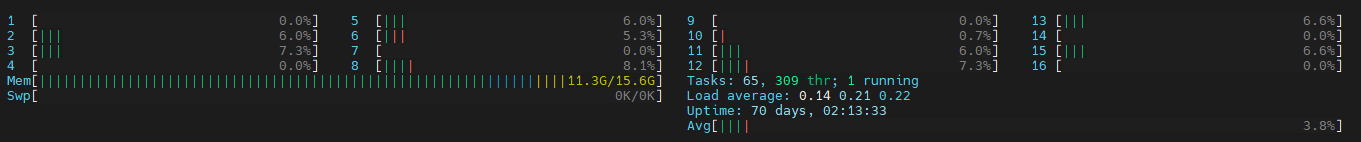 1 [ 0.0%] 5 [||| 6.0%] 9 [ 0.0%] 13 [||| 6.6%]
2 [||| 6.0%] 6 [||| 5.3%] 10 [| 0.7%] 14 [ 0.0%]
3 [||| 7.3%] 7 [ 0.0%] 11 [||| 6.0%] 15 [||| 6.6%]
4 [ 0.0%] 8 [|||| 8.1%] 12 [|||| 7.3%] 16 [ 0.0%]
Mem[||||||||||||||||||||||||||||||||||||||||||||||||||||||||||||||||||11.3G/15.6G] Tasks: 65, 309 thr; 1 running
Swp[ 0K/0K] Load average: 0.14 0.21 0.22
Uptime: 70 days, 02:13:33
Avg[|||| 3.8%]